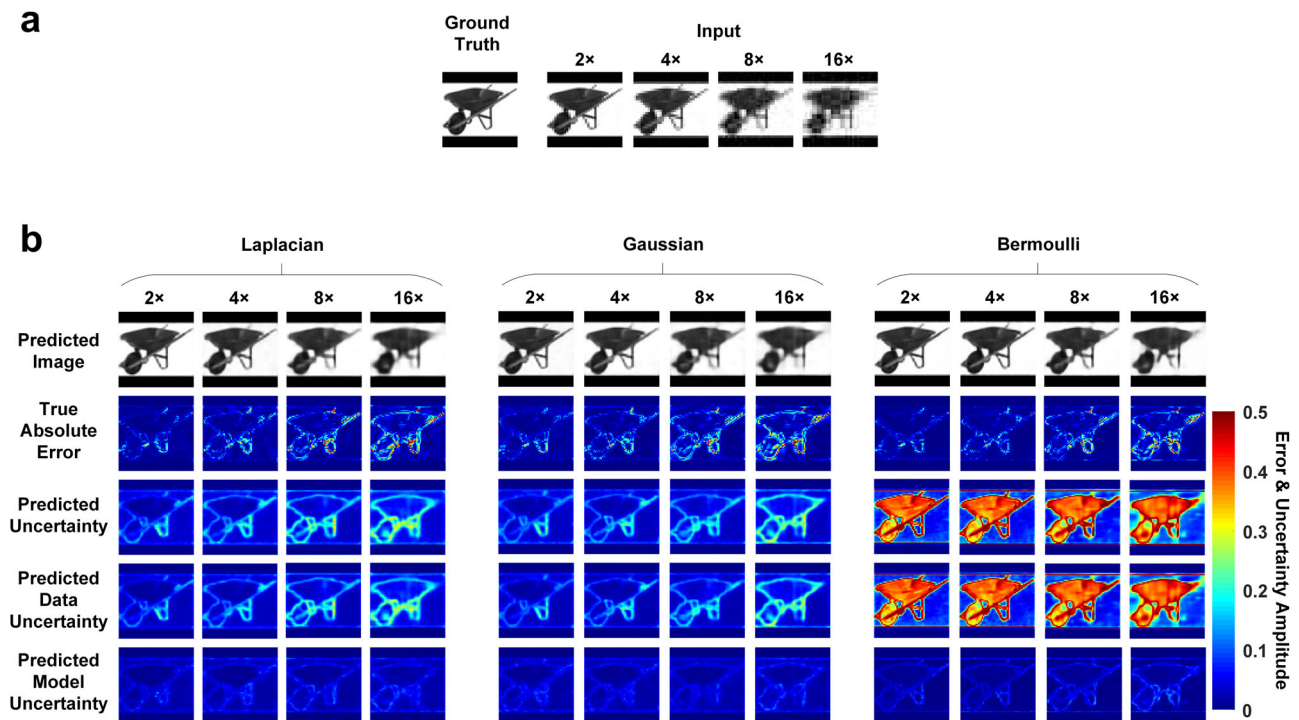 a
Ground
Truth
Input
2× 4× 8× 16×
b
Laplacian Gaussian Bermoulli
2× 4× 8× 16× 2× 4× 8× 16× 2× 4× 8× 16×
Predicted
Image
True
Absolute
Error
Predicted
Uncertainty
Predicted
Data
Uncertainty
Predicted
Model
Uncertainty
0.5
0.4
0.3
0.2
0.1
0
Error & Uncertainty Amplitude